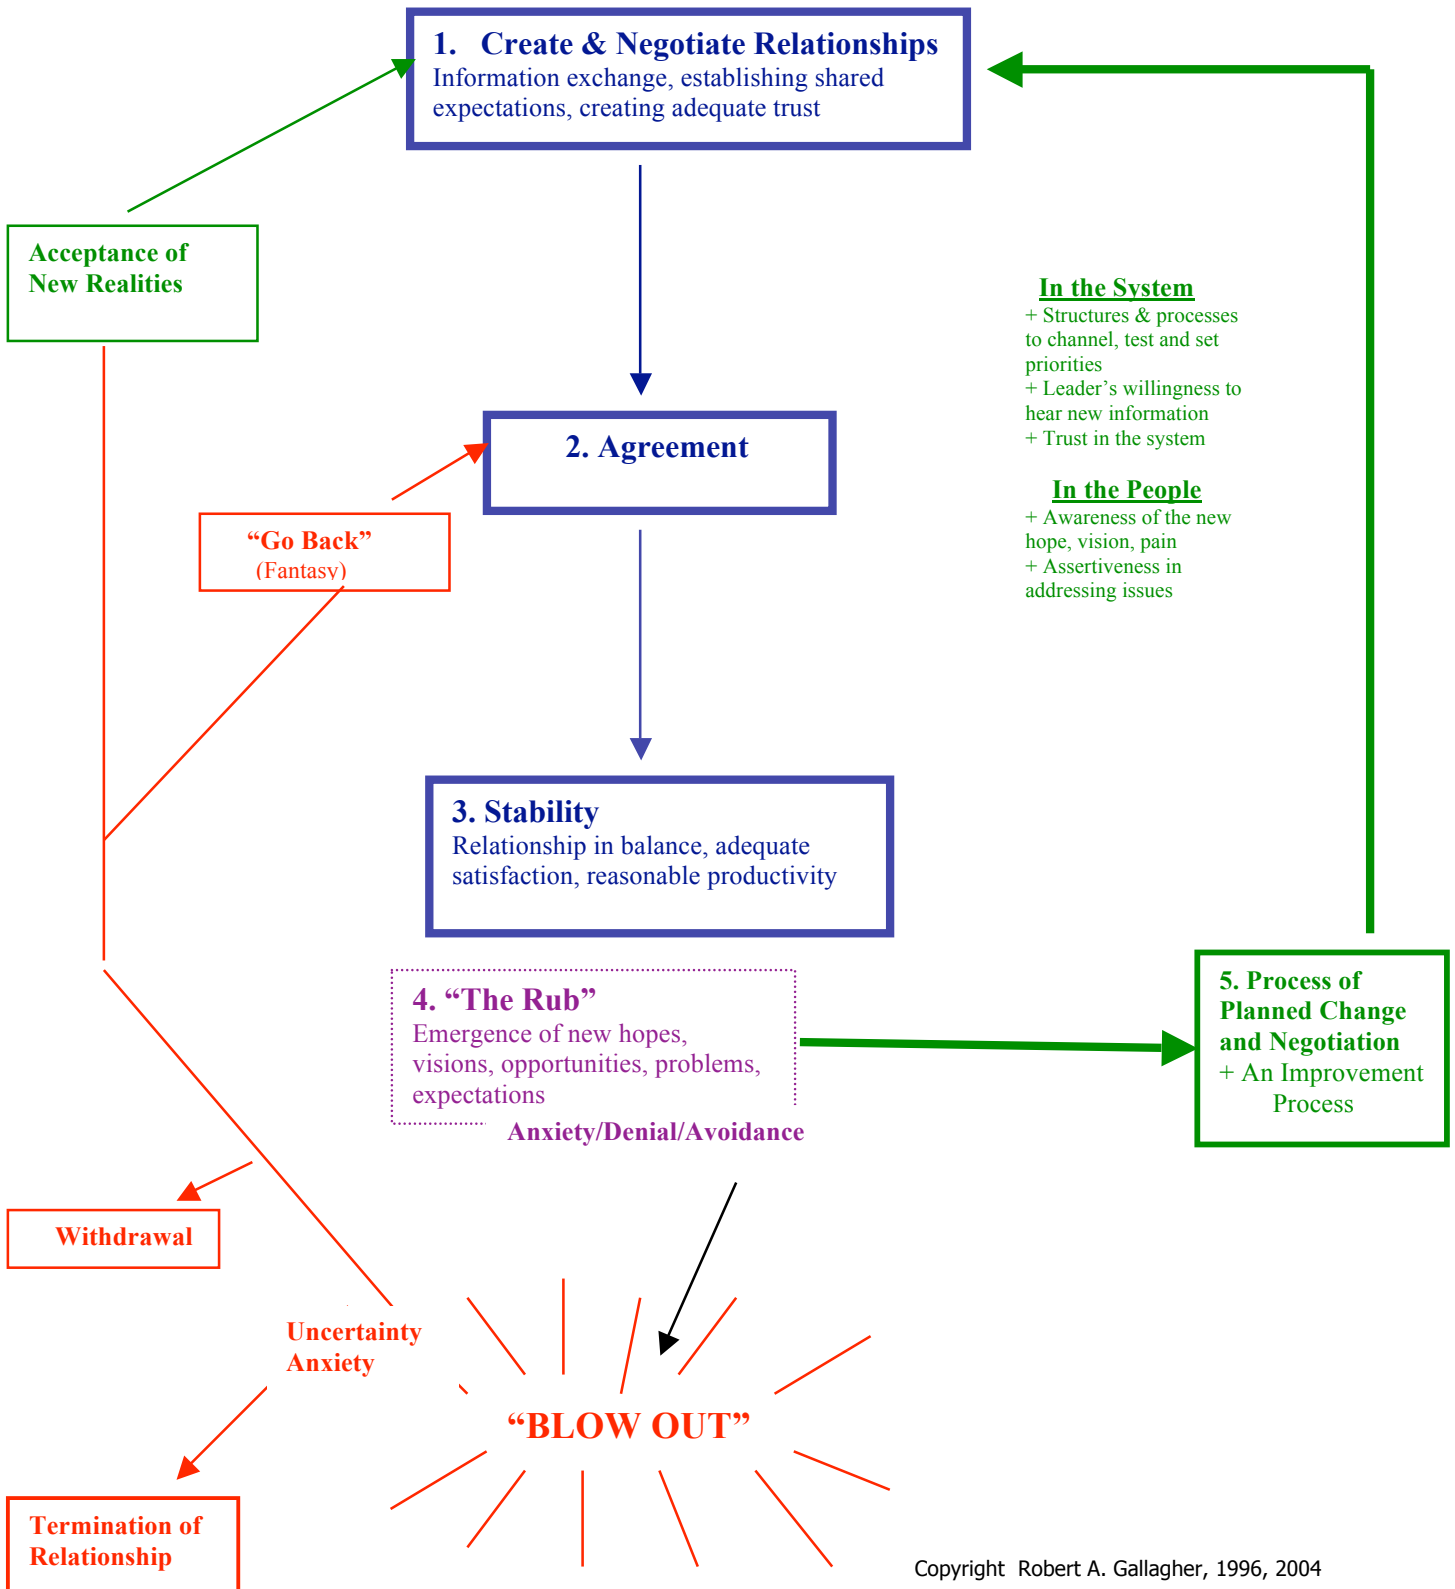 1. Create & Negotiate Relationships
Information exchange, establishing shared
expectations, creating adequate trust
Acceptance of
New Realities
In the System
+ Structures & processes
to channel, test and set
priorities
+ Leader’s willingness to
hear new information
+ Trust in the system
In the People
+ Awareness of the new
hope, vision, pain
+ Assertiveness in
addressing issues
2. Agreement
“Go Back”
(Fantasy)
3. Stability
Relationship in balance, adequate
satisfaction, reasonable productivity
4. “The Rub”
Emergence of new hopes,
visions, opportunities, problems,
expectations
Anxiety/Denial/Avoidance
5. Process of
Planned Change
and Negotiation
+ An Improvement
Process
Withdrawal
Uncertainty
Anxiety
“BLOW OUT”
Termination of
Relationship
Copyright Robert A. Gallagher, 1996, 2004